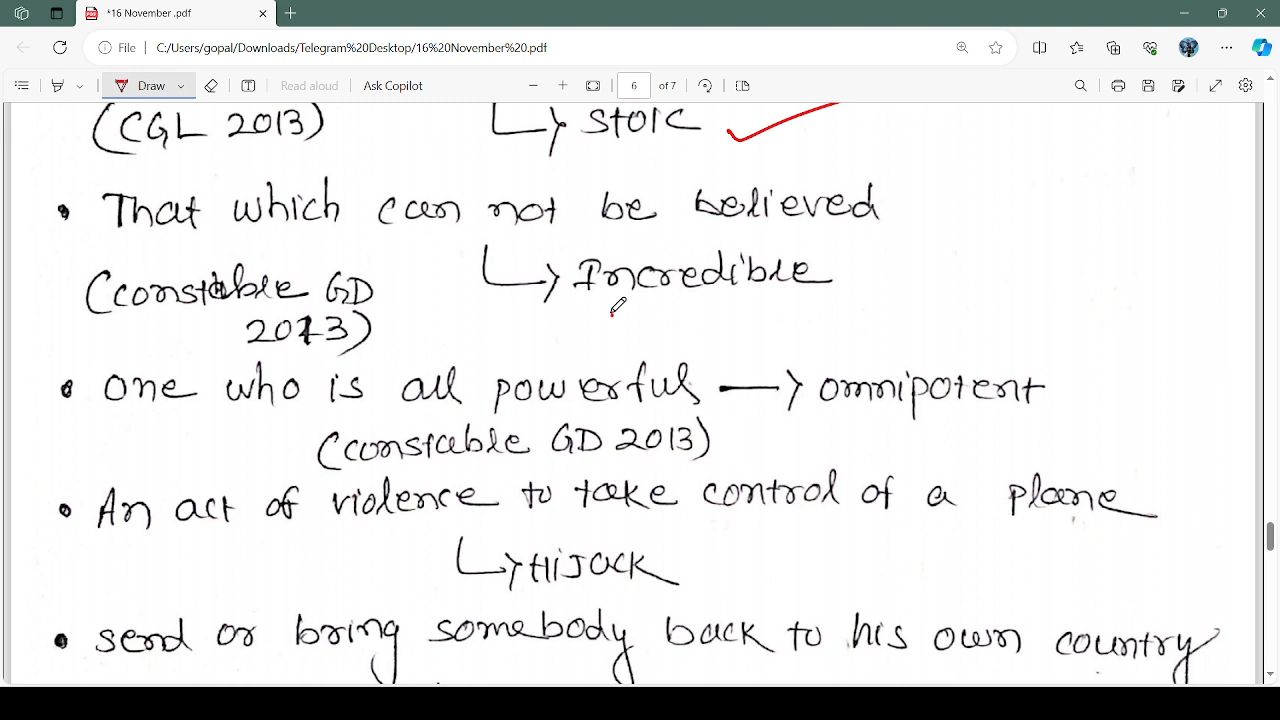 *16 November .pdf
File
C:/Users/gopal/Downloads/Telegram%20Desktop/16%20November%20.pdf
Draw
Read aloud
Ask Copilot
6 of 7
(CGL 2013) Stoic
• That which can not be believed
Incredible
(constable GD
2013)
• one who is all powerful → omnipotent
(constable GD 2013)
• An act of violence to take control of a plane
HiJack
• send or bring somebody back to his own country